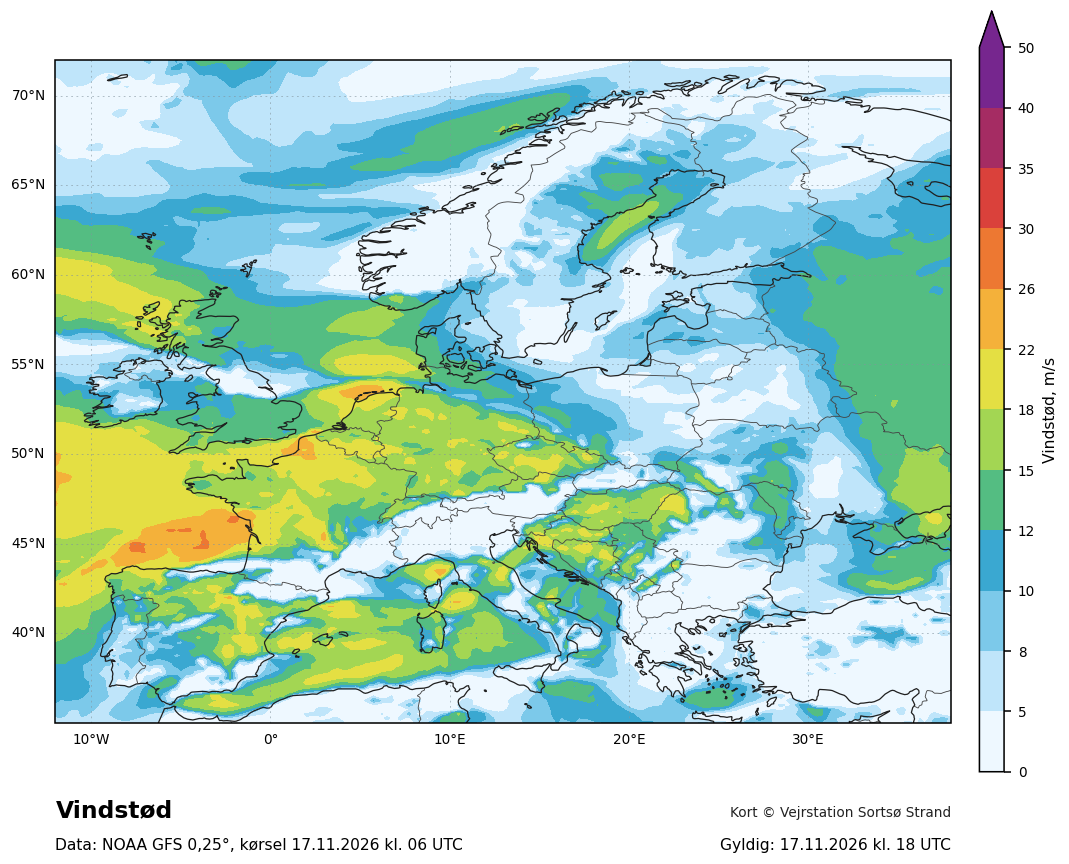 70°N
65°N
60°N
55°N
50°N
45°N
40°N
10°W
0°
10°E
20°E
30°E
50
40
35
30
26
22
18
15
12
10
8
5
0
Vindstød, m/s
Vindstød
Kort © Vejrstation Sortsø Strand
Data: NOAA GFS 0,25°, kørsel 17.11.2026 kl. 06 UTC
Gyldig: 17.11.2026 kl. 18 UTC